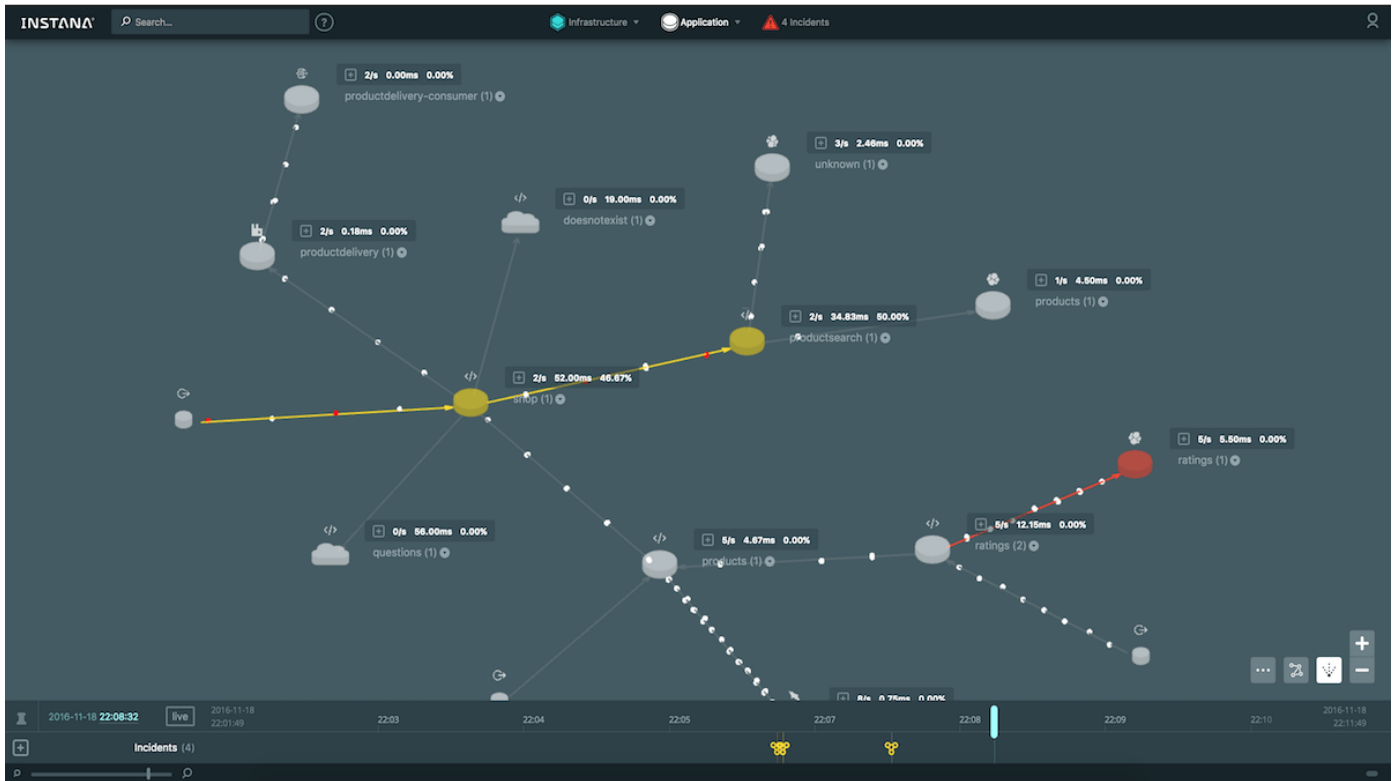 INSTANA
Search...
?
Infrastructure
Application
4 Incidents
2/s 0.00ms 0.00%
productdelivery-consumer (1)
3/s 2.46ms 0.00%
unknown (1)
0/s 19.00ms 0.00%
doesnotexist (1)
2/s 0.18ms 0.00%
productdelivery (1)
1/s 4.50ms 0.00%
products (1)
2/s 34.83ms 50.00%
productsearch (1)
2/s 52.00ms 46.67%
shop (1)
5/s 5.50ms 0.00%
ratings (1)
0/s 56.00ms 0.00%
questions (1)
5/s 4.67ms 0.00%
products (1)
5/s 12.15ms 0.00%
ratings (2)
8/s 0.75ms 0.00%
2016-11-18 22:08:32
live
2016-11-18
22:01:49
22:03
22:04
22:05
22:07
22:08
22:09
22:10
2016-11-18
22:11:49
Incidents (4)